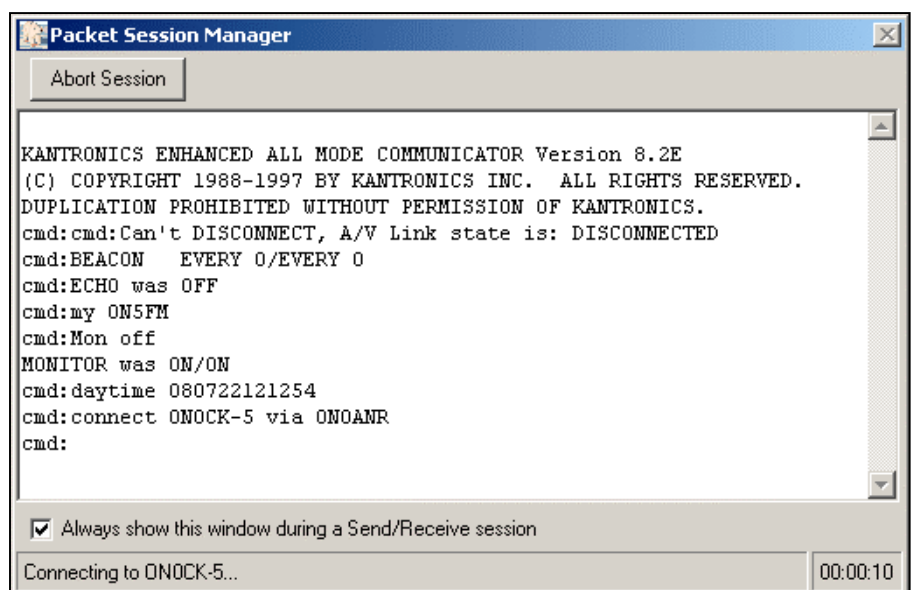 Packet Session Manager
Abort Session
KANTRONICS ENHANCED ALL MODE COMMUNICATOR Version 8.2E
(C) COPYRIGHT 1988-1997 BY KANTRONICS INC.  ALL RIGHTS RESERVED.
DUPLICATION PROHIBITED WITHOUT PERMISSION OF KANTRONICS.
cmd:cmd:Can't DISCONNECT, A/V Link state is: DISCONNECTED
cmd:BEACON   EVERY 0/EVERY 0
cmd:ECHO was OFF
cmd:my ON5FM
cmd:Mon off
MONITOR was ON/ON
cmd:daytime 080722121254
cmd:connect ON0CK-5 via ON0ANR
cmd:
Always show this window during a Send/Receive session
Connecting to ON0CK-5...
00:00:10